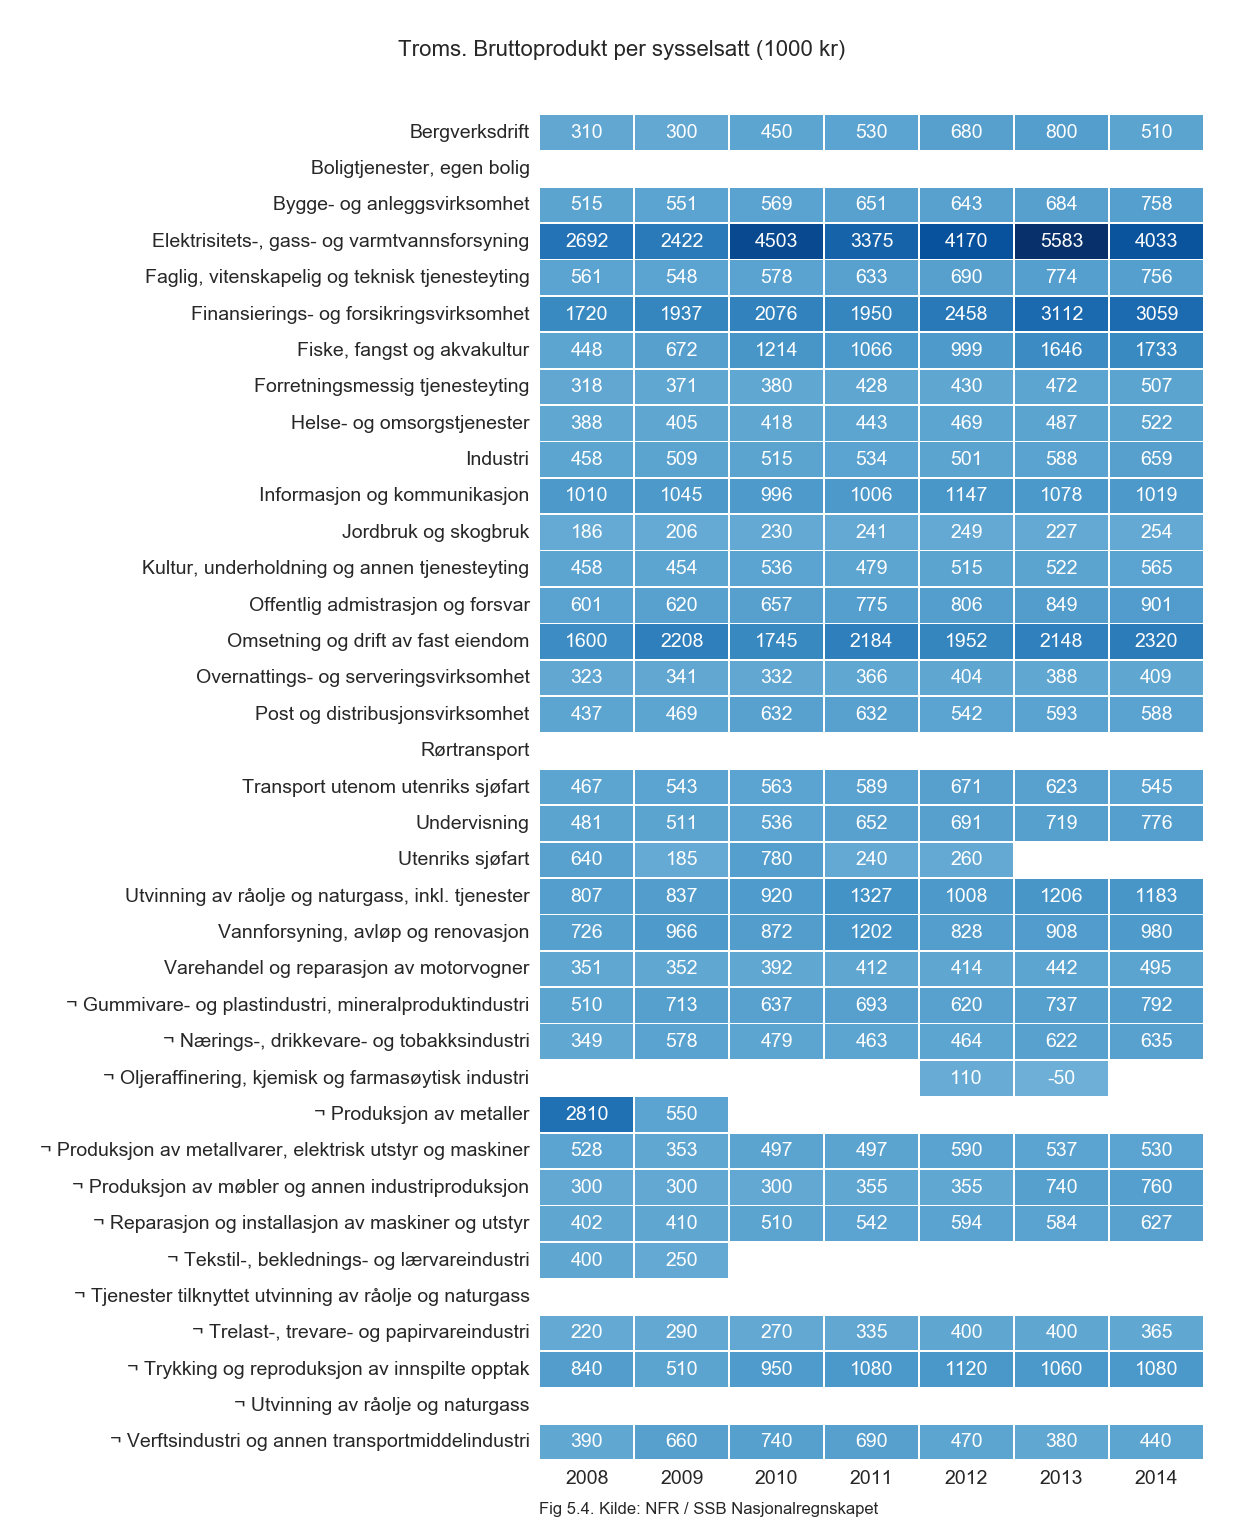 Troms. Bruttoprodukt per sysselsatt (1000 kr)
Bergverksdrift 310 300 450 530 680 800 510
Boligtjenester, egen bolig
Bygge- og anleggsvirksomhet 515 551 569 651 643 684 758
Elektrisitets-, gass- og varmtvannsforsyning 2692 2422 4503 3375 4170 5583 4033
Faglig, vitenskapelig og teknisk tjenesteyting 561 548 578 633 690 774 756
Finansierings- og forsikringsvirksomhet 1720 1937 2076 1950 2458 3112 3059
Fiske, fangst og akvakultur 448 672 1214 1066 999 1646 1733
Forretningsmessig tjenesteyting 318 371 380 428 430 472 507
Helse- og omsorgstjenester 388 405 418 443 469 487 522
Industri 458 509 515 534 501 588 659
Informasjon og kommunikasjon 1010 1045 996 1006 1147 1078 1019
Jordbruk og skogbruk 186 206 230 241 249 227 254
Kultur, underholdning og annen tjenesteyting 458 454 536 479 515 522 565
Offentlig admistrasjon og forsvar 601 620 657 775 806 849 901
Omsetning og drift av fast eiendom 1600 2208 1745 2184 1952 2148 2320
Overnattings- og serveringsvirksomhet 323 341 332 366 404 388 409
Post og distribusjonsvirksomhet 437 469 632 632 542 593 588
Rørtransport
Transport utenom utenriks sjøfart 467 543 563 589 671 623 545
Undervisning 481 511 536 652 691 719 776
Utenriks sjøfart 640 185 780 240 260
Utvinning av råolje og naturgass, inkl. tjenester 807 837 920 1327 1008 1206 1183
Vannforsyning, avløp og renovasjon 726 966 872 1202 828 908 980
Varehandel og reparasjon av motorvogner 351 352 392 412 414 442 495
¬ Gummivare- og plastindustri, mineralproduktindustri 510 713 637 693 620 737 792
¬ Nærings-, drikkevare- og tobakksindustri 349 578 479 463 464 622 635
¬ Oljeraffinering, kjemisk og farmasøytisk industri 110 -50
¬ Produksjon av metaller 2810 550
¬ Produksjon av metallvarer, elektrisk utstyr og maskiner 528 353 497 497 590 537 530
¬ Produksjon av møbler og annen industriproduksjon 300 300 300 355 355 740 760
¬ Reparasjon og installasjon av maskiner og utstyr 402 410 510 542 594 584 627
¬ Tekstil-, beklednings- og lærvareindustri 400 250
¬ Tjenester tilknyttet utvinning av råolje og naturgass
¬ Trelast-, trevare- og papirvareindustri 220 290 270 335 400 400 365
¬ Trykking og reproduksjon av innspilte opptak 840 510 950 1080 1120 1060 1080
¬ Utvinning av råolje og naturgass
¬ Verftsindustri og annen transportmiddelindustri 390 660 740 690 470 380 440
2008 2009 2010 2011 2012 2013 2014
Fig 5.4. Kilde: NFR / SSB Nasjonalregnskapet